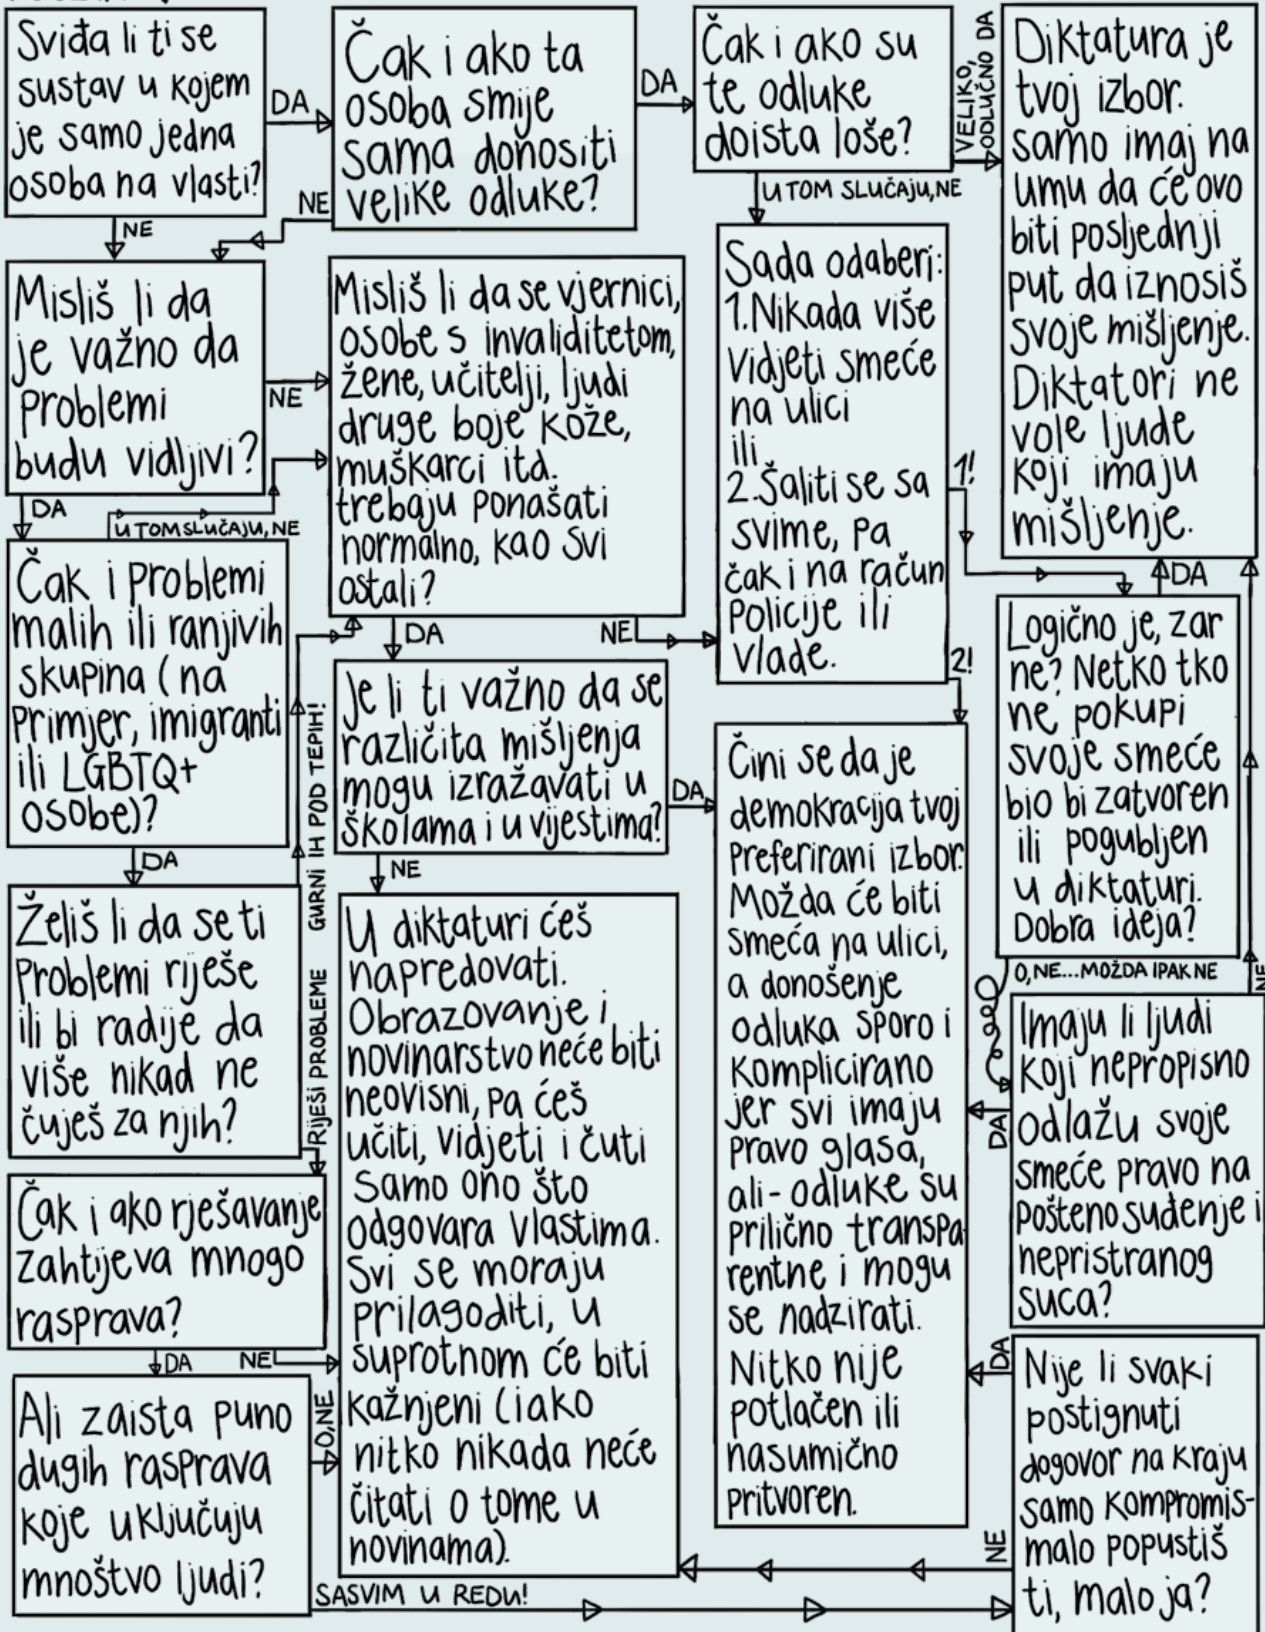 Sviđa li ti se
sustav u kojem
je samo jedna
osoba na vlasti?
DA
NE
Čak i ako ta
osoba smije
sama donositi
velike odluke?
DA
NE
Čak i ako su
te odluke
doista loše?
VELIKO,
ODLUČNO DA
U TOM SLUČAJU, NE
Diktatura je
tvoj izbor.
samo imaj na
umu da će ovo
biti posljednji
put da iznosiš
svoje mišljenje.
Diktatori ne
vole ljude
koji imaju
mišljenje.
Misliš li da
je važno da
problemi
budu vidljivi?
NE
DA
Misliš li da se vjernici,
osobe s invaliditetom,
žene, učitelji, ljudi
druge boje kože,
muškarci itd.
trebaju ponašati
normalno, kao svi
ostali?
DA
NE
Sada odaberi:
1. Nikada više
vidjeti smeće
na ulici
ili
2. Šaliti se sa
svime, pa
čak i na račun
policije ili
vlade.
1!
2!
U TOM SLUČAJU, NE
Čak i problemi
malih ili ranjivih
skupina (na
primjer, imigranti
ili LGBTQ+
osobe)?
DA
Je li ti važno da se
različita mišljenja
mogu izražavati u
školama i u vijestima?
DA
NE
DA
Logično je, zar
ne? Netko tko
ne pokupi
svoje smeće
bio bi zatvoren
ili pogubljen
u diktaturi.
Dobra ideja?
O, NE... MOŽDA IPAK NE
Želiš li da se ti
problemi riješe
ili bi radije da
više nikad ne
čuješ za njih?
GURNI IH POD TEPIH!
RIJEŠI PROBLEME
U diktaturi ćeš
napredovati.
Obrazovanje i
novinarstvo neće biti
neovisni, pa ćeš
učiti, vidjeti i čuti
samo ono što
odgovara vlastima.
Svi se moraju
prilagoditi, u
suprotnom će biti
kažnjeni (iako
nitko nikada neće
čitati o tome u
novinama).
Čini se da je
demokracija tvoj
preferirani izbor.
Možda će biti
smeća na ulici,
a donošenje
odluka sporo i
komplicirano
jer svi imaju
pravo glasa,
ali - odluke su
prilično transpa
rentne i mogu
se nadzirati.
Nitko nije
potlačen ili
nasumično
pritvoren.
Imaju li ljudi
koji nepropisno
odlažu svoje
smeće pravo na
pošteno suđenje i
nepristranog
suca?
NE
DA
Čak i ako rješavanje
zahtijeva mnogo
rasprava?
DA
NE
Ali zaista puno
dugih rasprava
koje uključuju
mnoštvo ljudi?
O, NE
SASVIM U REDU!
Nije li svaki
postignuti
dogovor na kraju
samo kompromis-
malo popustiš
ti, malo ja?
DA
NE